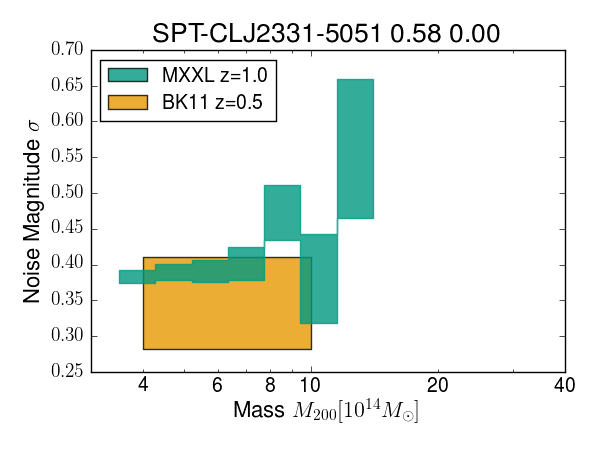 SPT-CLJ2331-5051 0.58 0.00
MXXL z=1.0
BK11 z=0.5
Noise Magnitude σ
0.70
0.65
0.60
0.55
0.50
0.45
0.40
0.35
0.30
0.25
4 6 8 10 20 40
Mass M₂₀₀[10¹⁴M☉]